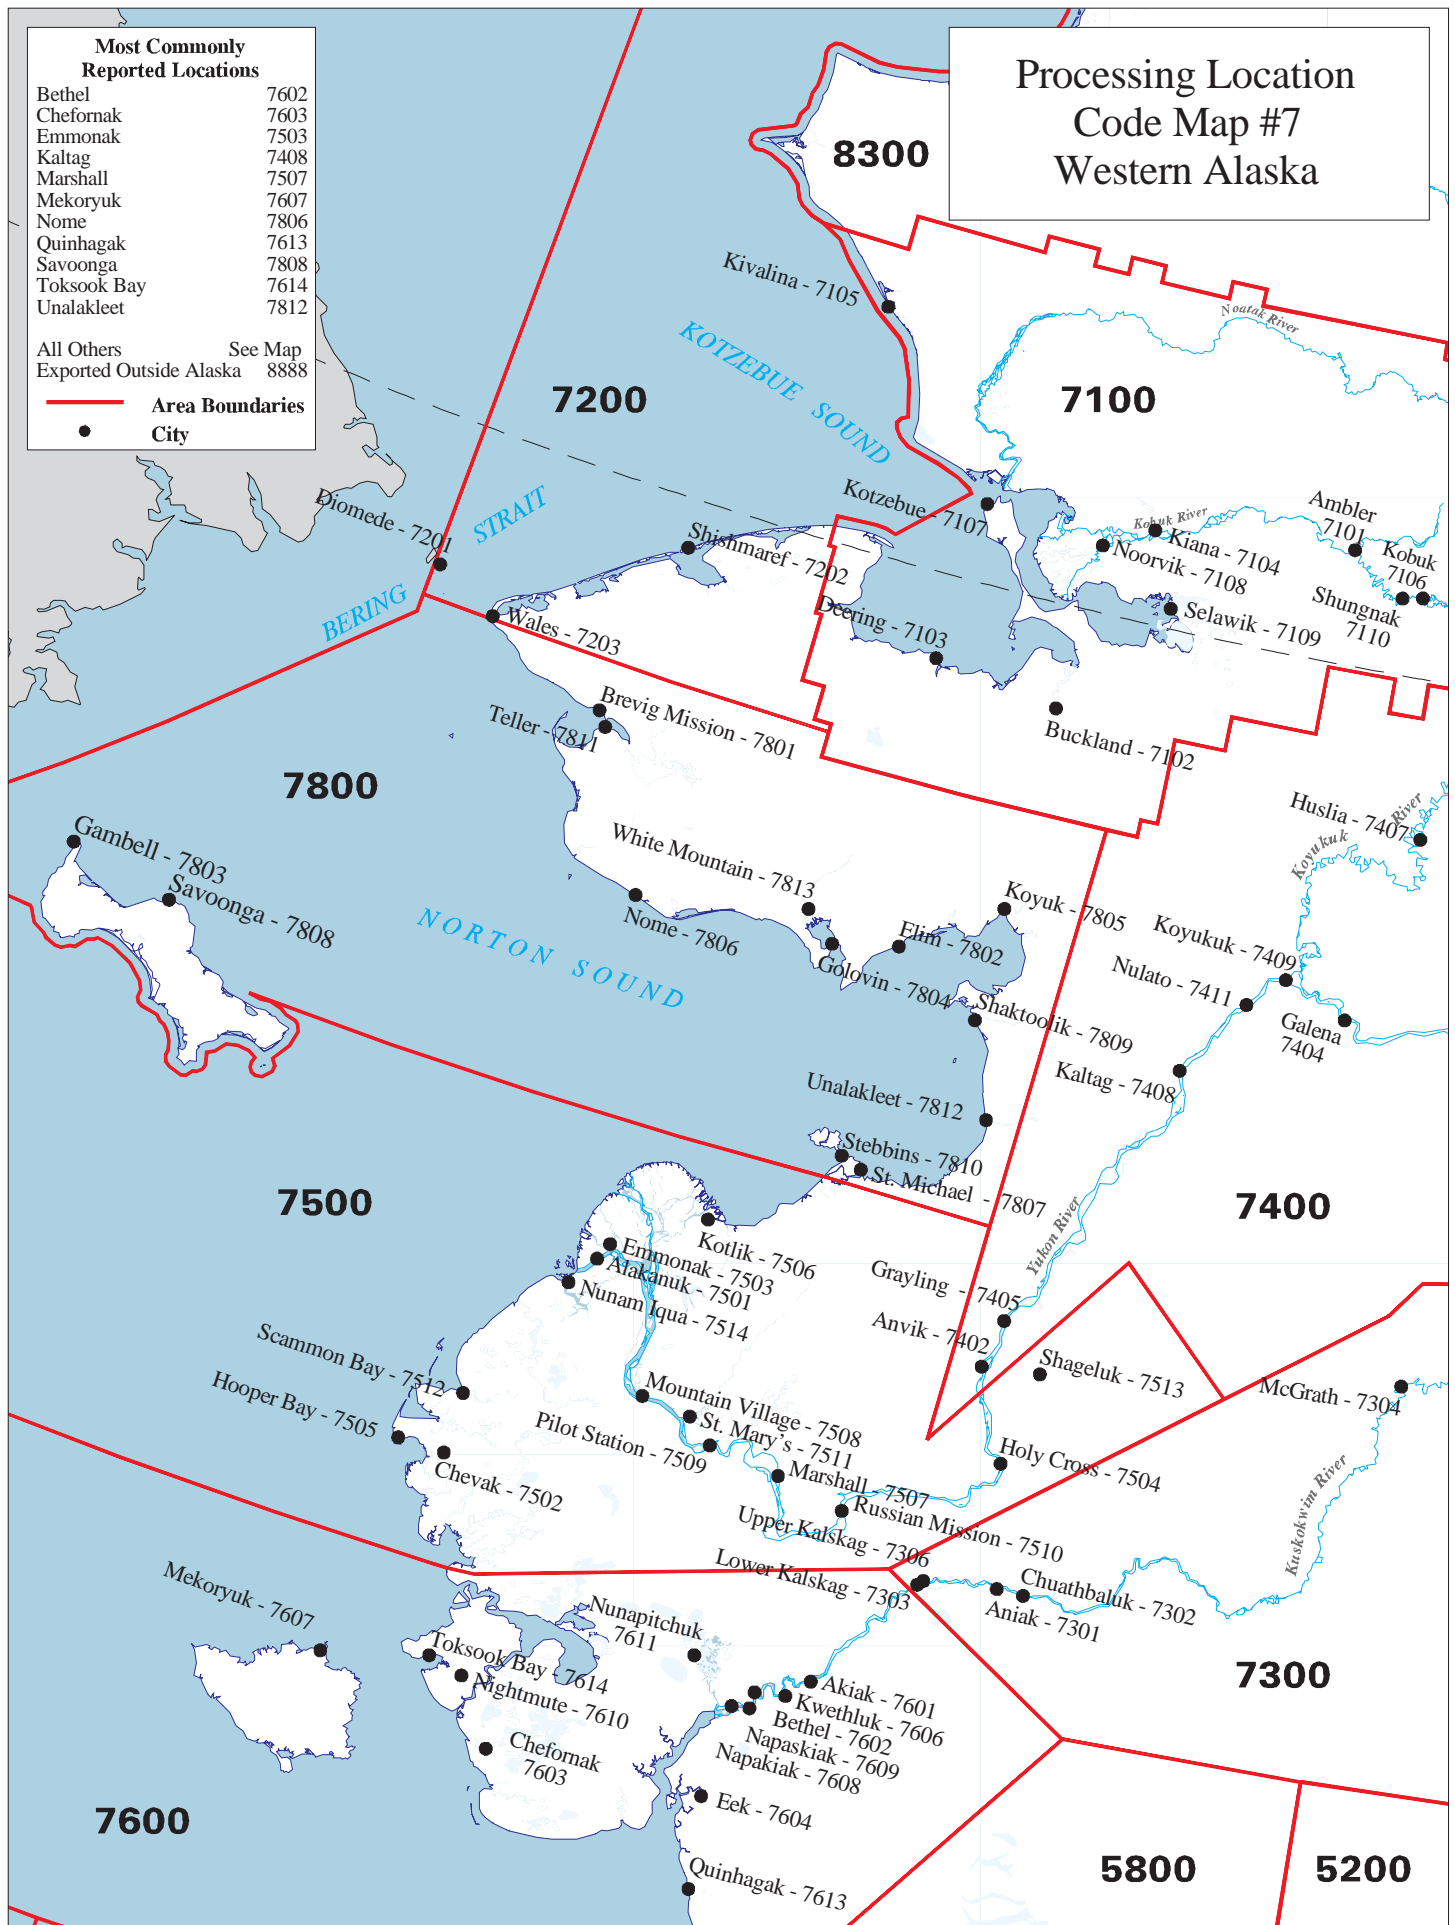 Most Commonly
Reported Locations
Bethel 7602
Chefornak 7603
Emmonak 7503
Kaltag 7408
Marshall 7507
Mekoryuk 7607
Nome 7806
Quinhagak 7613
Savoonga 7808
Toksook Bay 7614
Unalakleet 7812
All Others See Map
Exported Outside Alaska 8888
Area Boundaries
City
Processing Location
Code Map #7
Western Alaska
8300
Kivalina - 7105
Noatak River
KOTZEBUE SOUND
7200
7100
Kotzebue - 7107
Diomede - 7201
STRAIT
BERING
Shishmaref - 7202
Kobuk River
Ambler
7101
Kiana - 7104
Noorvik - 7108
Kobuk
7106
Shungnak
7110
Selawik - 7109
Deering - 7103
Wales - 7203
Brevig Mission - 7801
Teller - 7811
Buckland - 7102
7800
Huslia - 7407
Koyukuk River
Gambell - 7803
Savoonga - 7808
White Mountain - 7813
Nome - 7806
NORTON SOUND
Koyuk - 7805
Elim - 7802
Golovin - 7804
Koyukuk - 7409
Nulato - 7411
Galena
7404
Shaktoolik - 7809
Kaltag - 7408
Unalakleet - 7812
Stebbins - 7810
St. Michael - 7807
7500
7400
Yukon River
Kotlik - 7506
Emmonak - 7503
Alakanuk - 7501
Nunam Iqua - 7514
Grayling - 7405
Anvik - 7402
Shageluk - 7513
Scammon Bay - 7512
Hooper Bay - 7505
McGrath - 7304
Mountain Village - 7508
St. Mary's - 7511
Pilot Station - 7509
Chevak - 7502
Marshall - 7507
Holy Cross - 7504
Russian Mission - 7510
Kuskokwim River
Upper Kalskag - 7306
Lower Kalskag - 7303
Chuathbaluk - 7302
Aniak - 7301
Mekoryuk - 7607
Nunapitchuk
7611
Toksook Bay - 7614
Nightmute - 7610
Akiak - 7601
Kwethluk - 7606
Bethel - 7602
Napaskiak - 7609
Napakiak - 7608
7300
Chefornak
7603
Eek - 7604
7600
Quinhagak - 7613
5800
5200